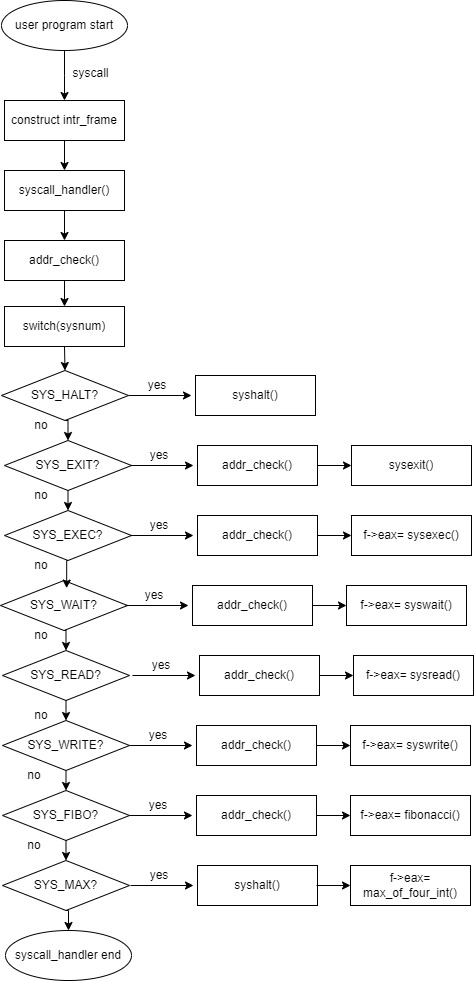 user program start
syscall
construct intr_frame
syscall_handler()
addr_check()
switch(sysnum)
SYS_HALT?
yes
syshalt()
no
SYS_EXIT?
yes
addr_check()
sysexit()
no
SYS_EXEC?
yes
addr_check()
f->eax= sysexec()
no
SYS_WAIT?
yes
addr_check()
f->eax= syswait()
no
SYS_READ?
yes
addr_check()
f->eax= sysread()
no
SYS_WRITE?
yes
addr_check()
f->eax= syswrite()
no
SYS_FIBO?
yes
addr_check()
f->eax= fibonacci()
no
SYS_MAX?
yes
syshalt()
f->eax=
max_of_four_int()
syscall_handler end